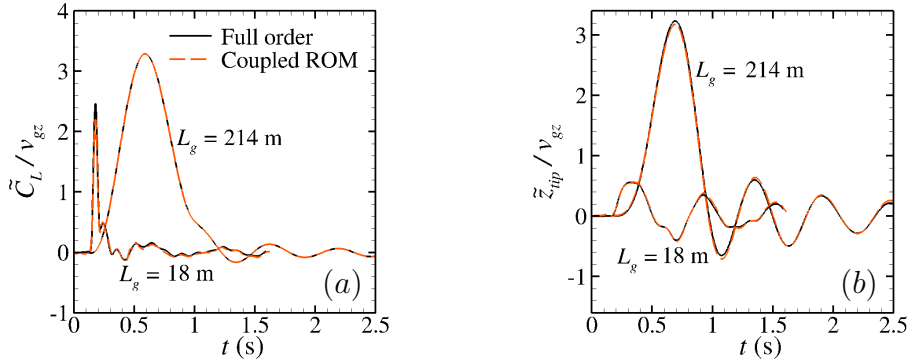 4
3
2
1
0
-1
C̃_L / v_gz
Full order
Coupled ROM
L_g = 214 m
L_g = 18 m
(a)
0 0.5 1 1.5 2 2.5
t (s)
3
2
1
0
-1
z̃_tip / v_gz
L_g = 214 m
L_g = 18 m
(b)
0 0.5 1 1.5 2 2.5
t (s)